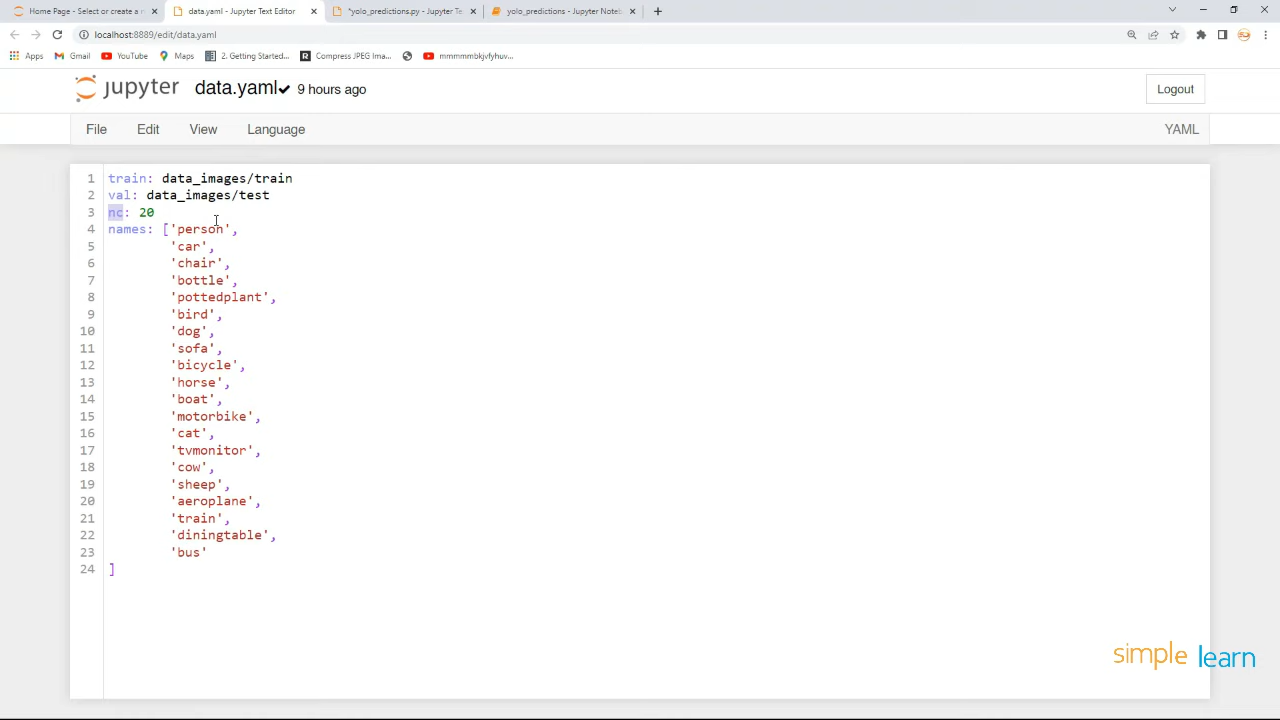 Home Page - Select or create a n
data.yaml - Jupyter Text Editor
*yolo_predictions.py - Jupyter Te
yolo_predictions - Jupyter Noteb
localhost:8889/edit/data.yaml
Apps
Gmail
YouTube
Maps
2. Getting Started...
Compress JPEG Ima...
mmmmmbkjvfyhuv...
jupyter
data.yaml
9 hours ago
Logout
File
Edit
View
Language
YAML
1 train: data_images/train
2 val: data_images/test
3 nc: 20
4 names: ['person',
5 'car',
6 'chair',
7 'bottle',
8 'pottedplant',
9 'bird',
10 'dog',
11 'sofa',
12 'bicycle',
13 'horse',
14 'boat',
15 'motorbike',
16 'cat',
17 'tvmonitor',
18 'cow',
19 'sheep',
20 'aeroplane',
21 'train',
22 'diningtable',
23 'bus'
24 ]
simple learn